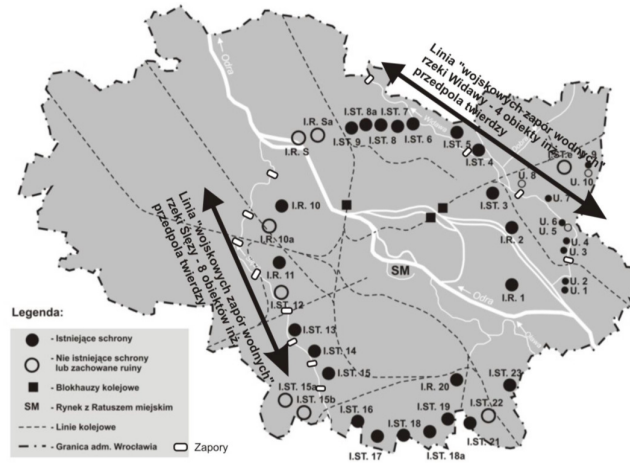 Linia "wojskowych zapór wodnych"
rzeki Widawy - 4 obiekty inż.
przedpola twierdzy
Odra
Widawa
I.R. Sa
I.R. S
I.ST. 8a
I.ST. 7
I.ST. 9
I.ST. 8
I.ST. 6
I.ST. 5
I.ST. 4
I.ST.e
U. 9
U. 10
U. 8
U. 7
I.ST. 3
U. 6
U. 5
U. 4
U. 3
U. 2
U. 1
I.R. 2
I.R. 1
I.R. 10
I.R. 10a
I.R. 11
I.ST. 12
I.ST. 13
I.ST. 14
I.ST. 15
I.ST. 15a
I.ST. 15b
I.ST. 16
I.ST. 17
I.ST. 18
I.ST. 18a
I.ST. 19
I.R. 20
I.ST. 21
I.ST. 22
I.ST. 23
SM
Odra
Linia "wojskowych zapór wodnych"
rzeki Ślęzy - 8 obiektów inż.
przedpola twierdzy
Legenda:
- Istniejące schrony
- Nie istniejące schrony
lub zachowane ruiny
- Blokhauzy kolejowe
SM - Rynek z Ratuszem miejskim
- Linie kolejowe
- Granica adm. Wrocławia
Zapory